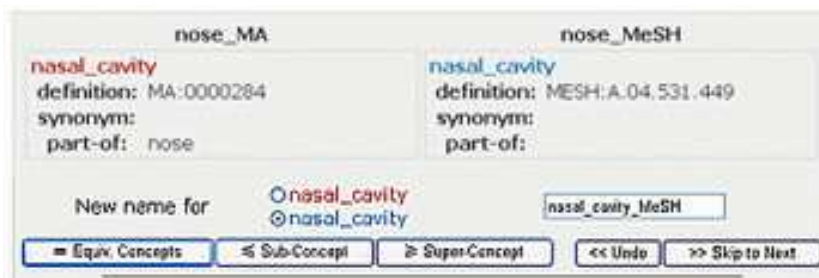 nose_MA nose_MeSH
nasal_cavity nasal_cavity
definition: MA:0000284 definition: MESH:A.04.531.449
synonym: synonym:
part-of: nose part-of:
nasal_cavity
New name for nasal_cavity_MeSH
nasal_cavity
= Equiv. Concepts ≤ Sub-Concept ≥ Super-Concept << Undo >> Skip to Next